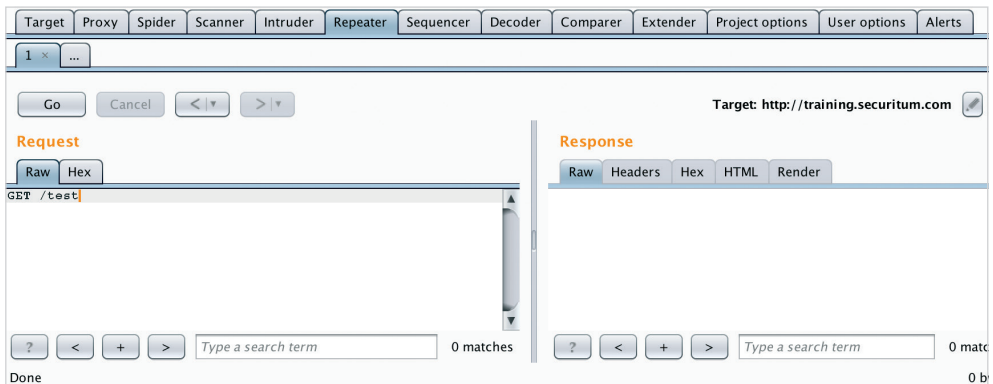 Target Proxy Spider Scanner Intruder Repeater Sequencer Decoder Comparer Extender Project options User options Alerts
1 × ...
Go Cancel < | ▼ > | ▼ Target: http://training.securitum.com
Request
Raw Hex
GET /test
? < + > Type a search term 0 matches
Response
Raw Headers Hex HTML Render
? < + > Type a search term 0 matc
Done
0 b